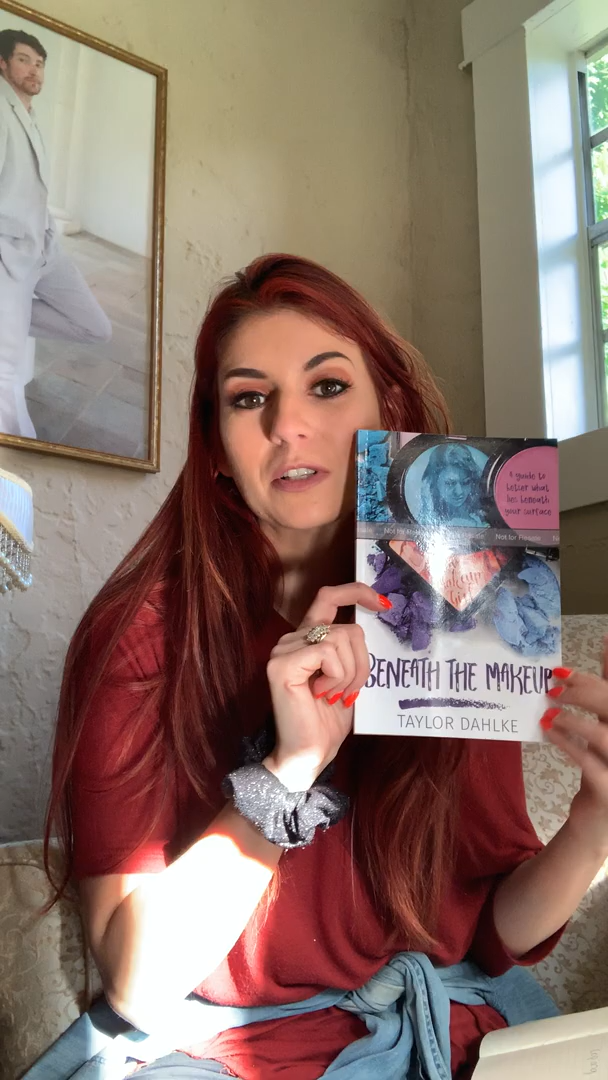 A guide to
better what
lies beneath
your surface
Not for Resale
BENEATH THE MAKEUP
TAYLOR DAHLKE